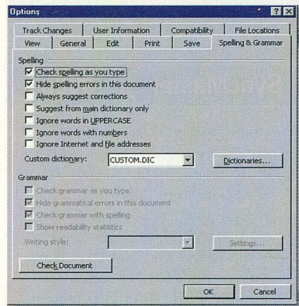 Options
Track Changes User Information Compatibility File Locations
View General Edit Print Save Spelling & Grammar
Spelling
Check spelling as you type
Hide spelling errors in this document
Always suggest corrections
Suggest from main dictionary only
Ignore words in UPPERCASE
Ignore words with numbers
Ignore Internet and file addresses
Custom dictionary: CUSTOM.DIC Dictionaries...
Grammar
Check grammar as you type
Hide grammatical errors in this document
Check grammar with spelling
Show readability statistics
Writing style: Settings...
Check Document
OK Cancel